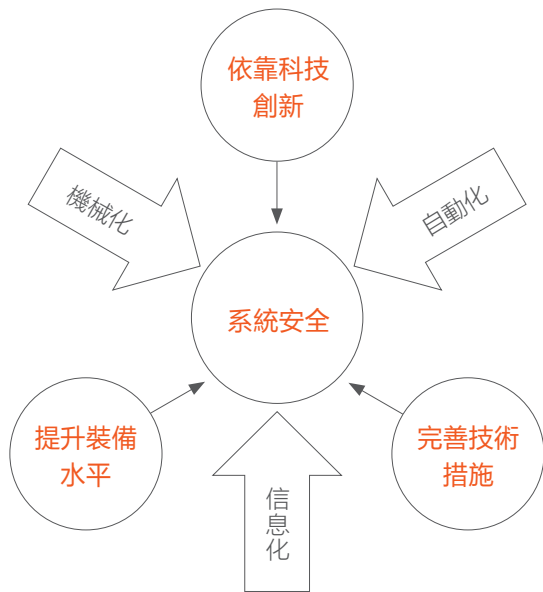 依靠科技
創新
機械化
自動化
系統安全
提升裝備
水平
完善技術
措施
信息化